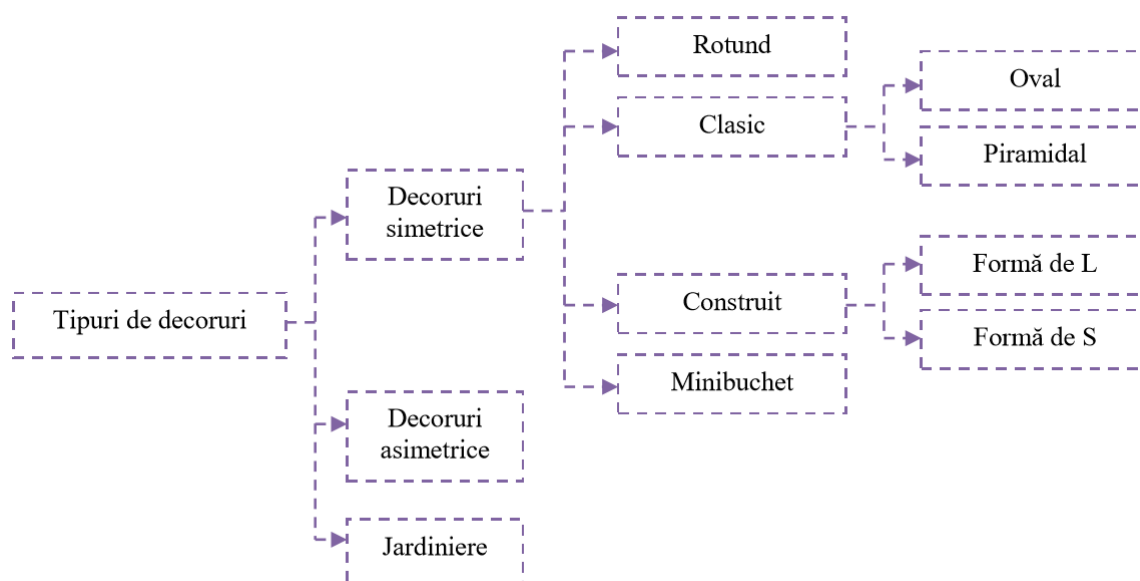 Tipuri de decoruri
Decoruri
simetrice
Rotund
Clasic
Oval
Piramidal
Construit
Formă de L
Formă de S
Minibuchet
Decoruri
asimetrice
Jardiniere